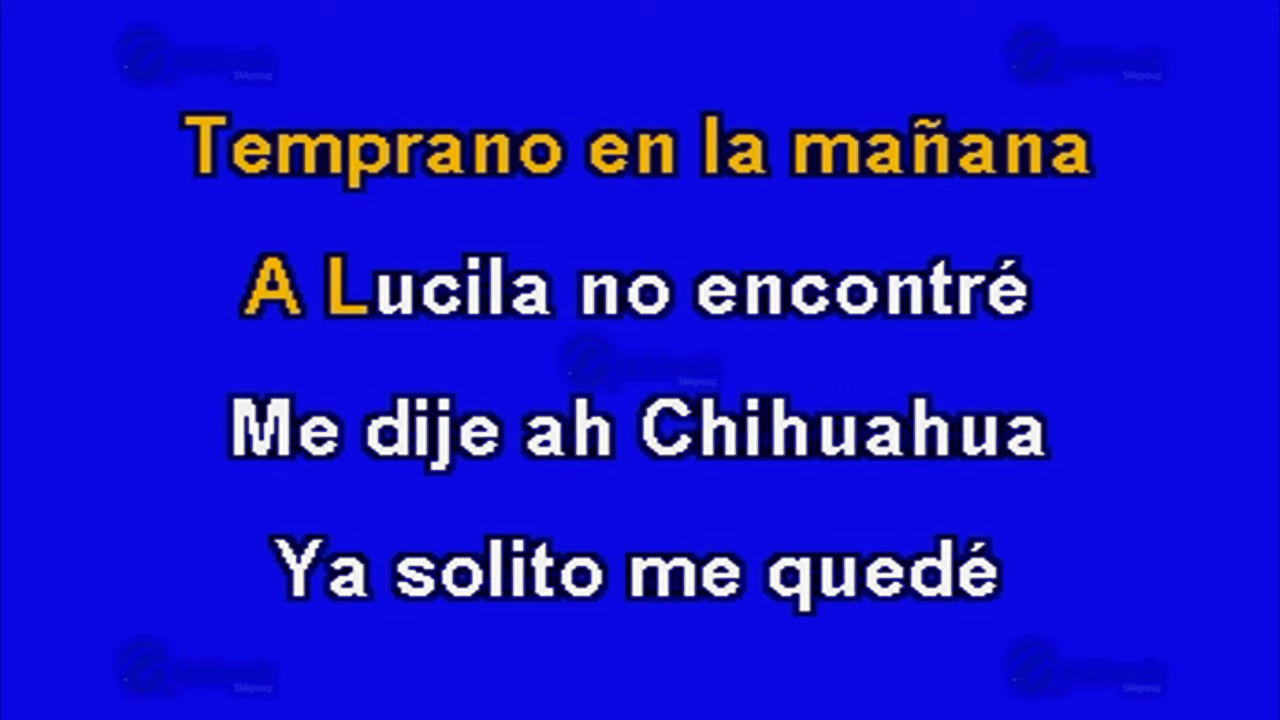 Temprano en la mañana
A Lucila no encontré
Me dije ah Chihuahua
Ya solito me quedé